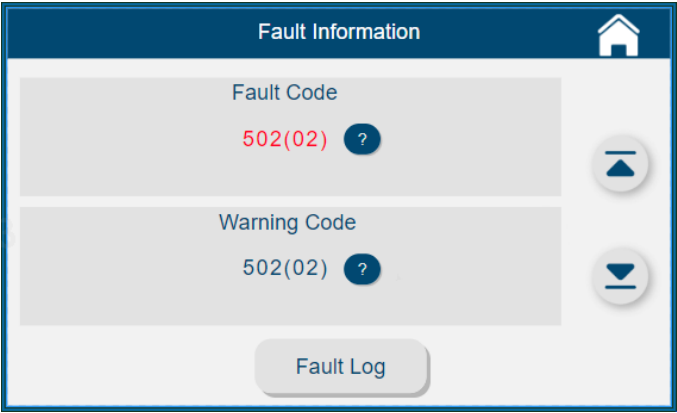 Fault Information
Fault Code
502(02) ?
Warning Code
502(02) ?
Fault Log